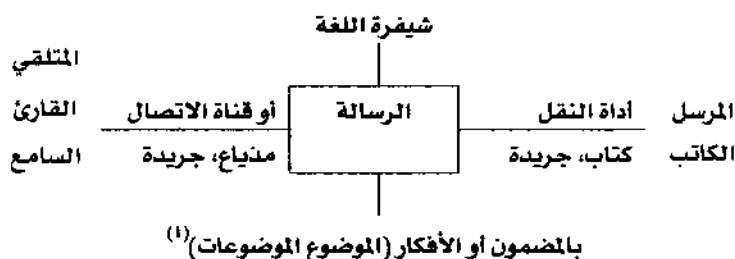 شيفرة اللغة
المرسل أداة النقل الرسالة أو قناة الاتصال المتلقي
الكاتب كتاب، جريدة مذياع، جريدة القارئ
السامع
بالمضمون أو الأفكار (الموضوع الموضوعات)(١)